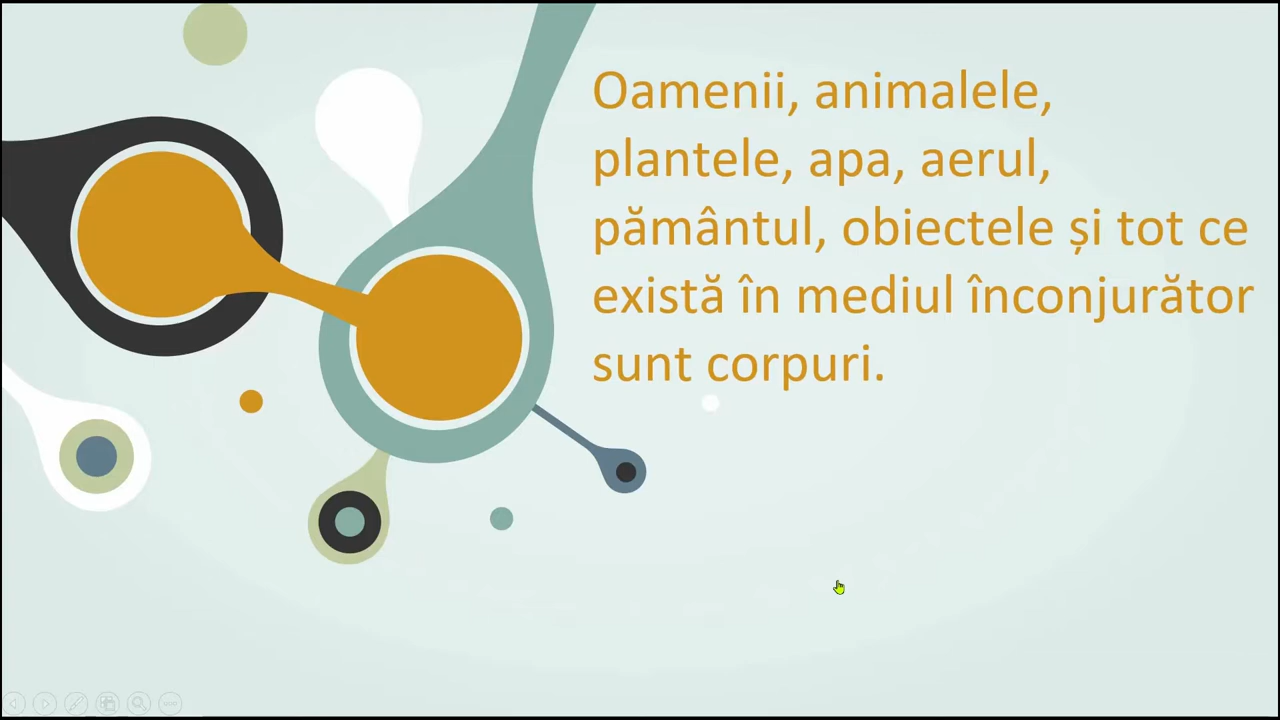 Oamenii, animalele,
plantele, apa, aerul,
pământul, obiectele și tot ce
există în mediul înconjurător
sunt corpuri.